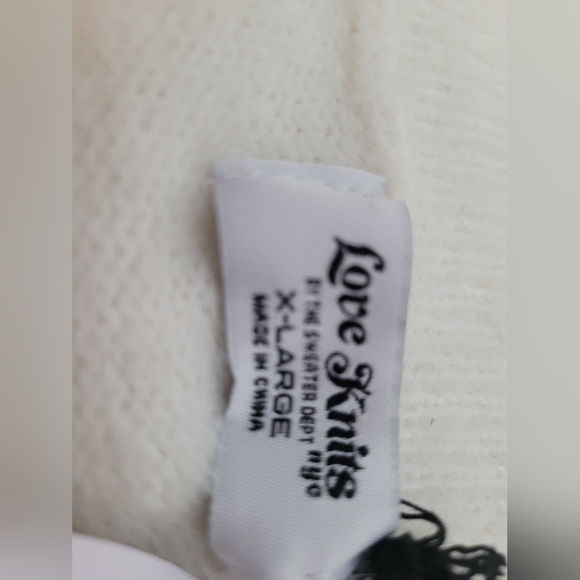 Love Knits
BY THE SWEATER DEPT nyc
X-LARGE
MADE IN CHINA